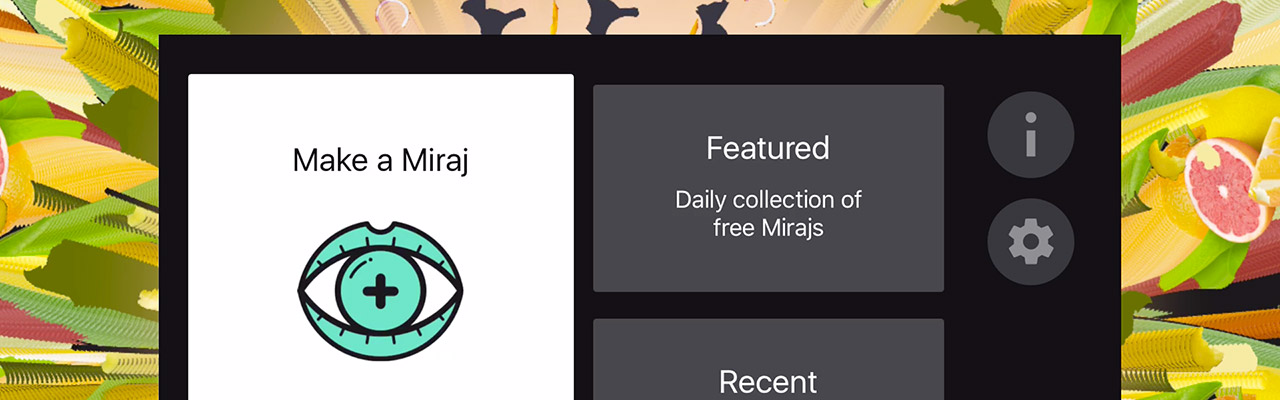 Make a Miraj
Featured
Daily collection of
free Mirajs
Recent